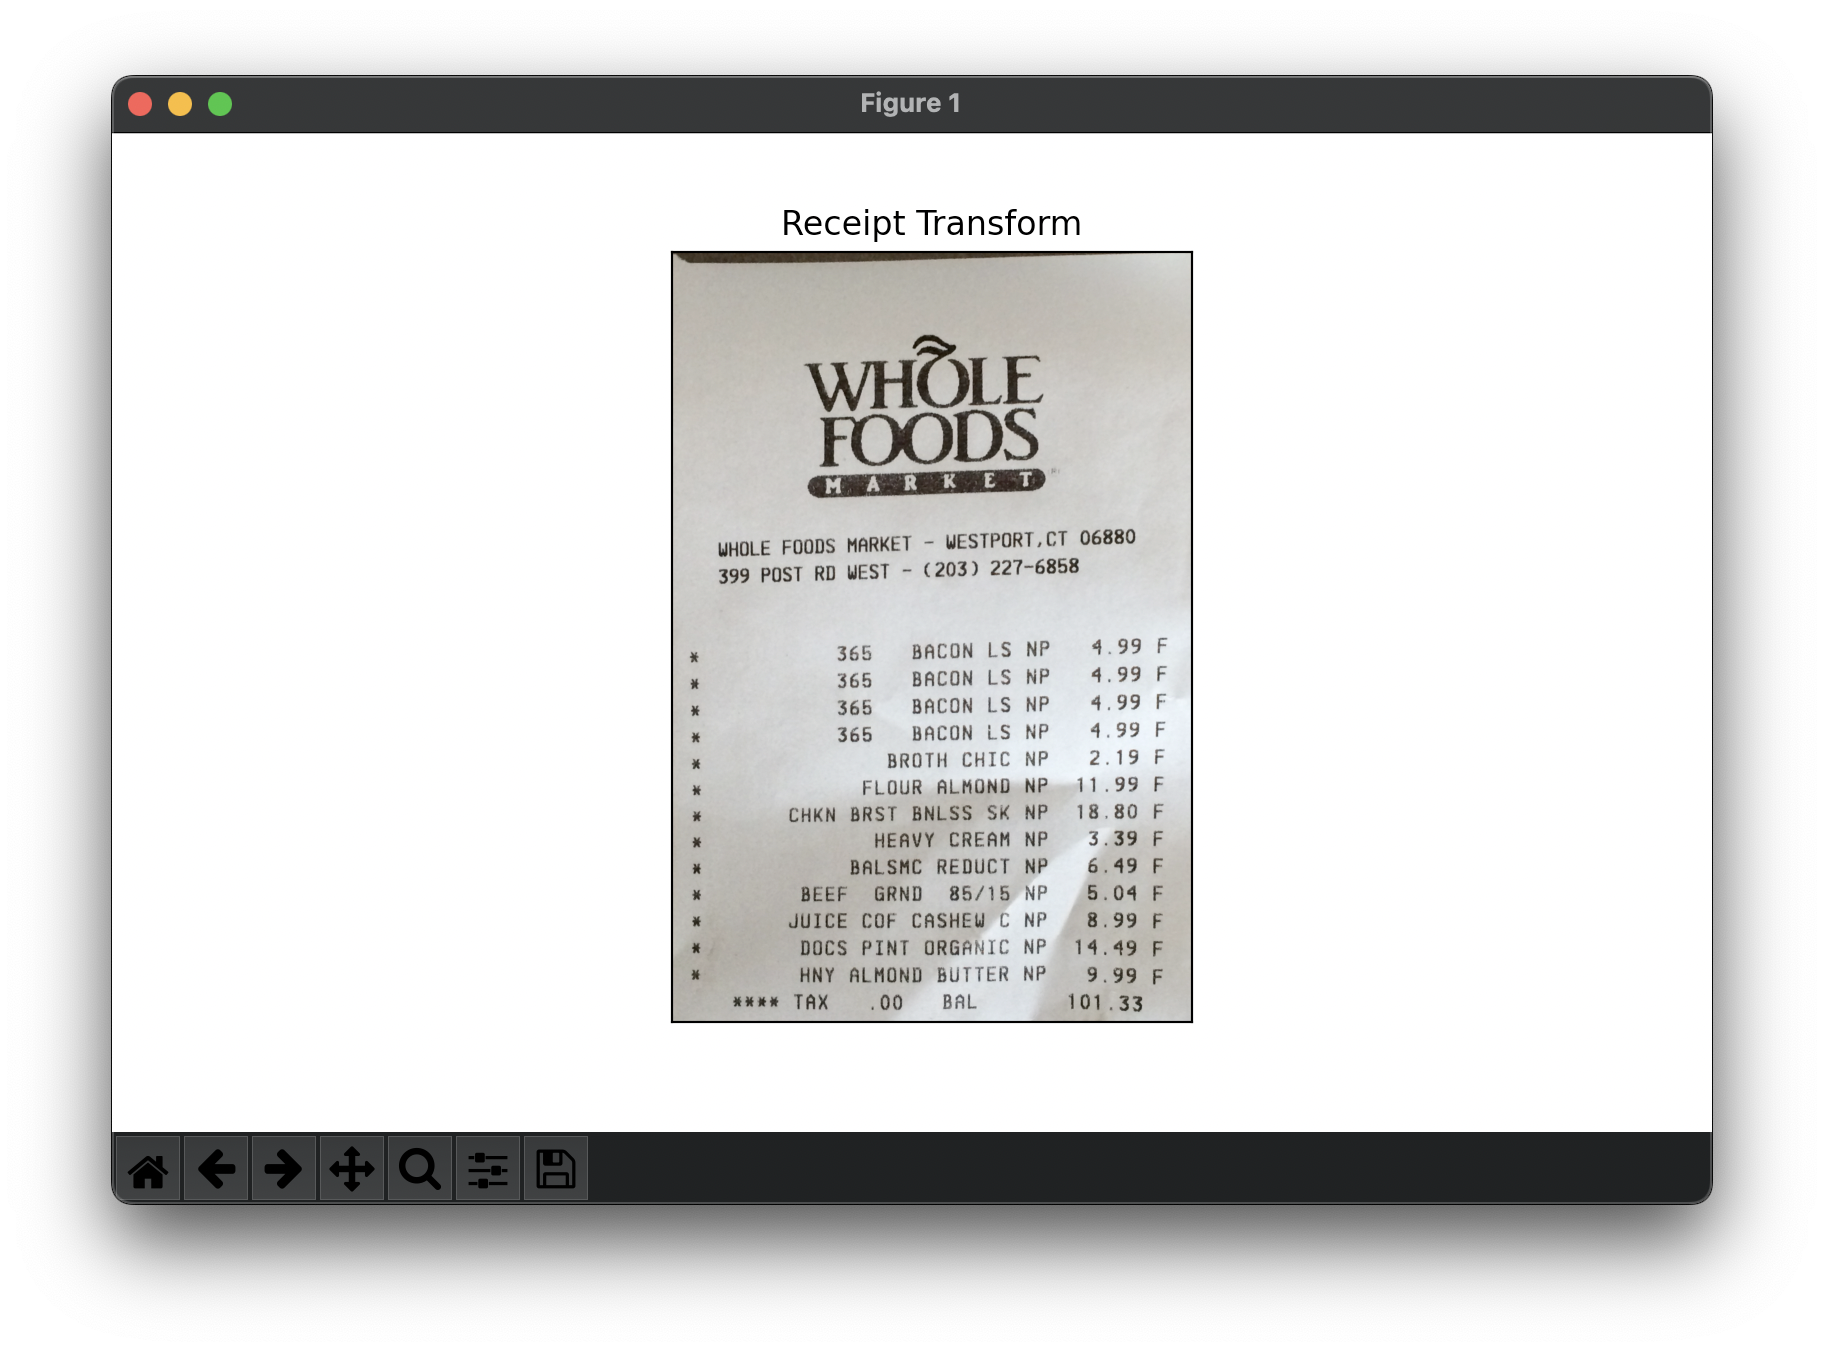 Figure 1
Receipt Transform
WHOLE
FOODS
MARKET
WHOLE FOODS MARKET - WESTPORT,CT 06880
399 POST RD WEST - (203) 227-6858
* 365 BACON LS NP 4.99 F
* 365 BACON LS NP 4.99 F
* 365 BACON LS NP 4.99 F
* 365 BACON LS NP 4.99 F
* BROTH CHIC NP 2.19 F
* FLOUR ALMOND NP 11.99 F
* CHKN BRST BNLSS SK NP 18.80 F
* HEAVY CREAM NP 3.39 F
* BALSMC REDUCT NP 6.49 F
* BEEF GRND 85/15 NP 5.04 F
* JUICE COF CASHEW C NP 8.99 F
* DOCS PINT ORGANIC NP 14.49 F
* HNY ALMOND BUTTER NP 9.99 F
**** TAX .00 BAL 101.33